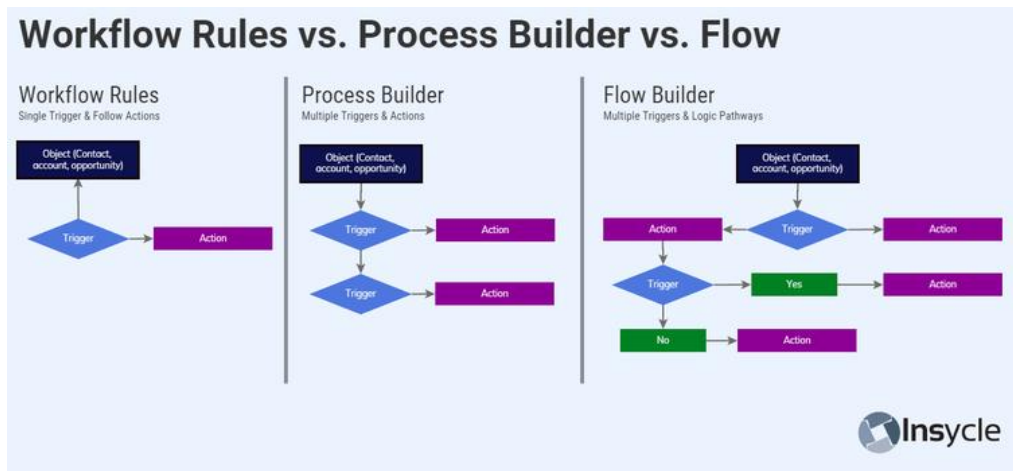 Workflow Rules vs. Process Builder vs. Flow
Workflow Rules
Single Trigger & Follow Actions
Object (Contact,
account, opportunity)
Trigger
Action
Process Builder
Multiple Triggers & Actions
Object (Contact,
account, opportunity)
Trigger
Action
Trigger
Action
Flow Builder
Multiple Triggers & Logic Pathways
Object (Contact,
account, opportunity)
Action
Trigger
Action
Trigger
Yes
Action
No
Action
Insycle